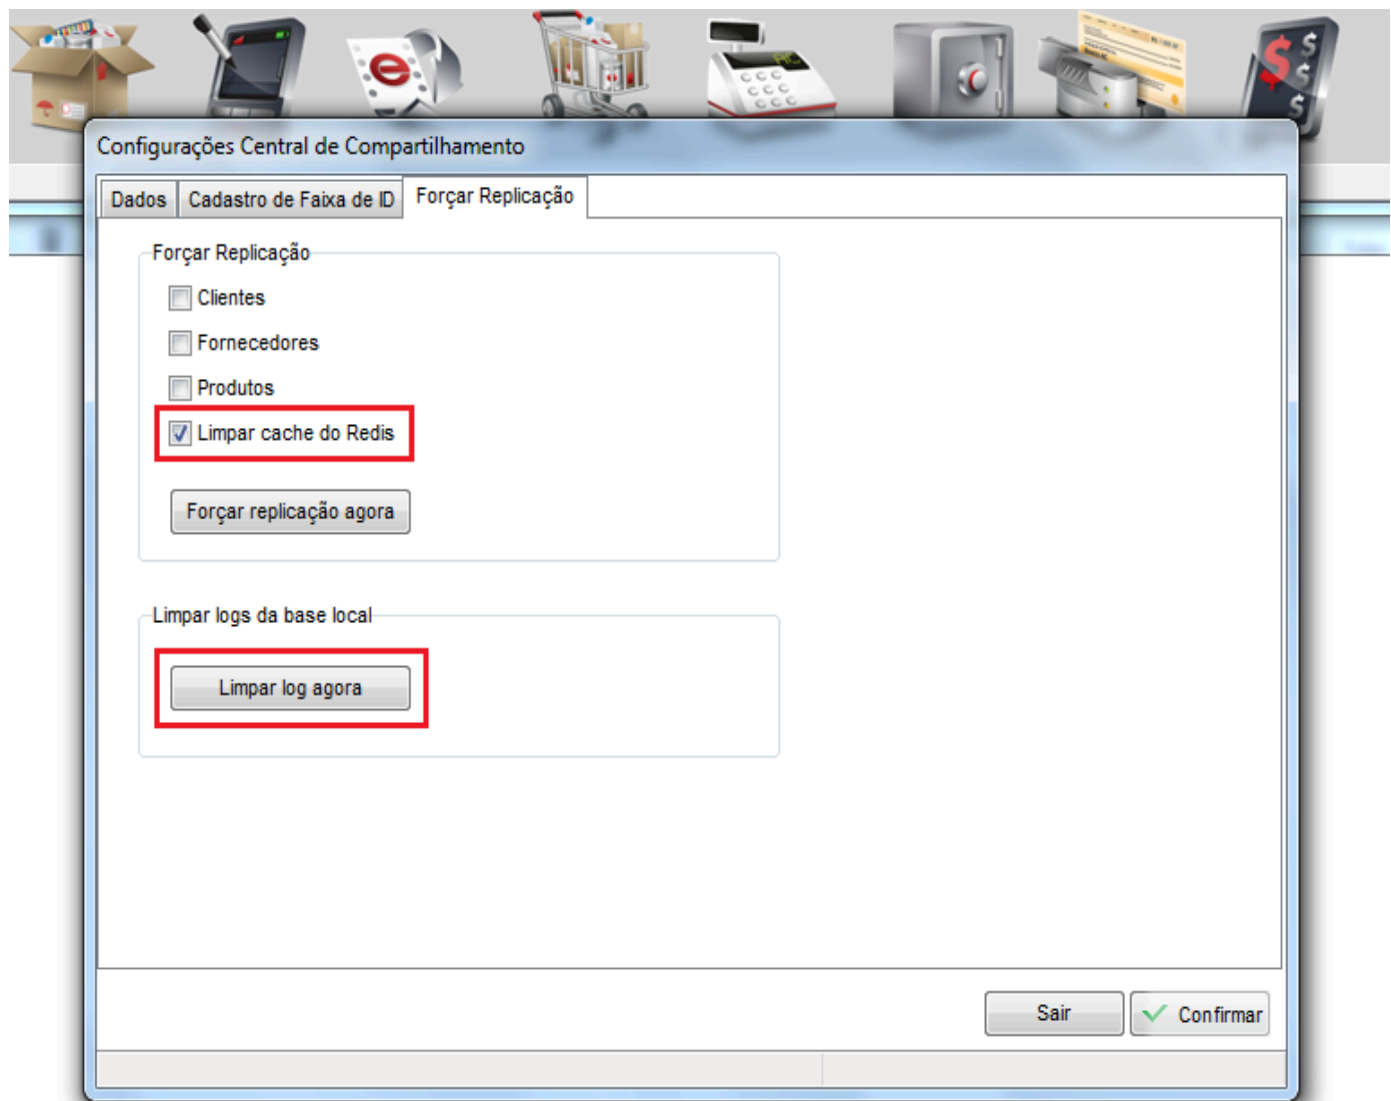 Configurações Central de Compartilhamento
Dados
Cadastro de Faixa de ID
Forçar Replicação
Forçar Replicação
Clientes
Fornecedores
Produtos
Limpar cache do Redis
Forçar replicação agora
Limpar logs da base local
Limpar log agora
Sair
Confirmar